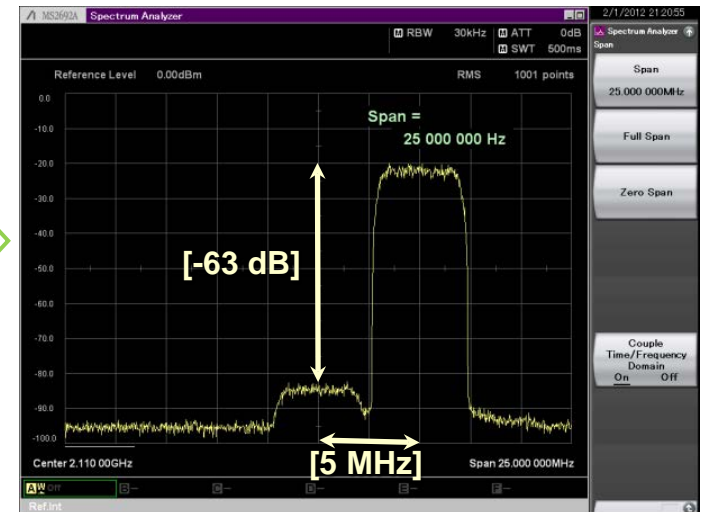 MS2692A Spectrum Analyzer
2/1/2012 21:20:55
RBW 30kHz ATT 0dB
SWT 500ms
Spectrum Analyzer
Span
Reference Level 0.00dBm RMS 1001 points
Span
25.000 000MHz
0.0
Span =
25 000 000 Hz
-10.0
Full Span
-20.0
-30.0
Zero Span
-40.0
[-63 dB]
-50.0
-60.0
-70.0
Couple
Time/Frequency
Domain
On Off
-80.0
-90.0
-100.0
[5 MHz]
Center 2.110 00GHz Span 25.000 000MHz
A Off B D E
Ref.Int